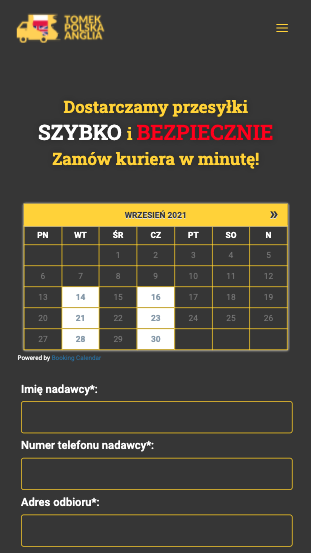 TOMEK
POLSKA
ANGLIA
Dostarczamy przesyłki
SZYBKO i BEZPIECZNIE
Zamów kuriera w minutę!
WRZESIEŃ 2021 »
PN WT ŚR CZ PT SO N
1 2 3 4 5
6 7 8 9 10 11 12
13 14 15 16 17 18 19
20 21 22 23 24 25 26
27 28 29 30
Powered by Booking Calendar
Imię nadawcy*:
Numer telefonu nadawcy*:
Adres odbioru*: